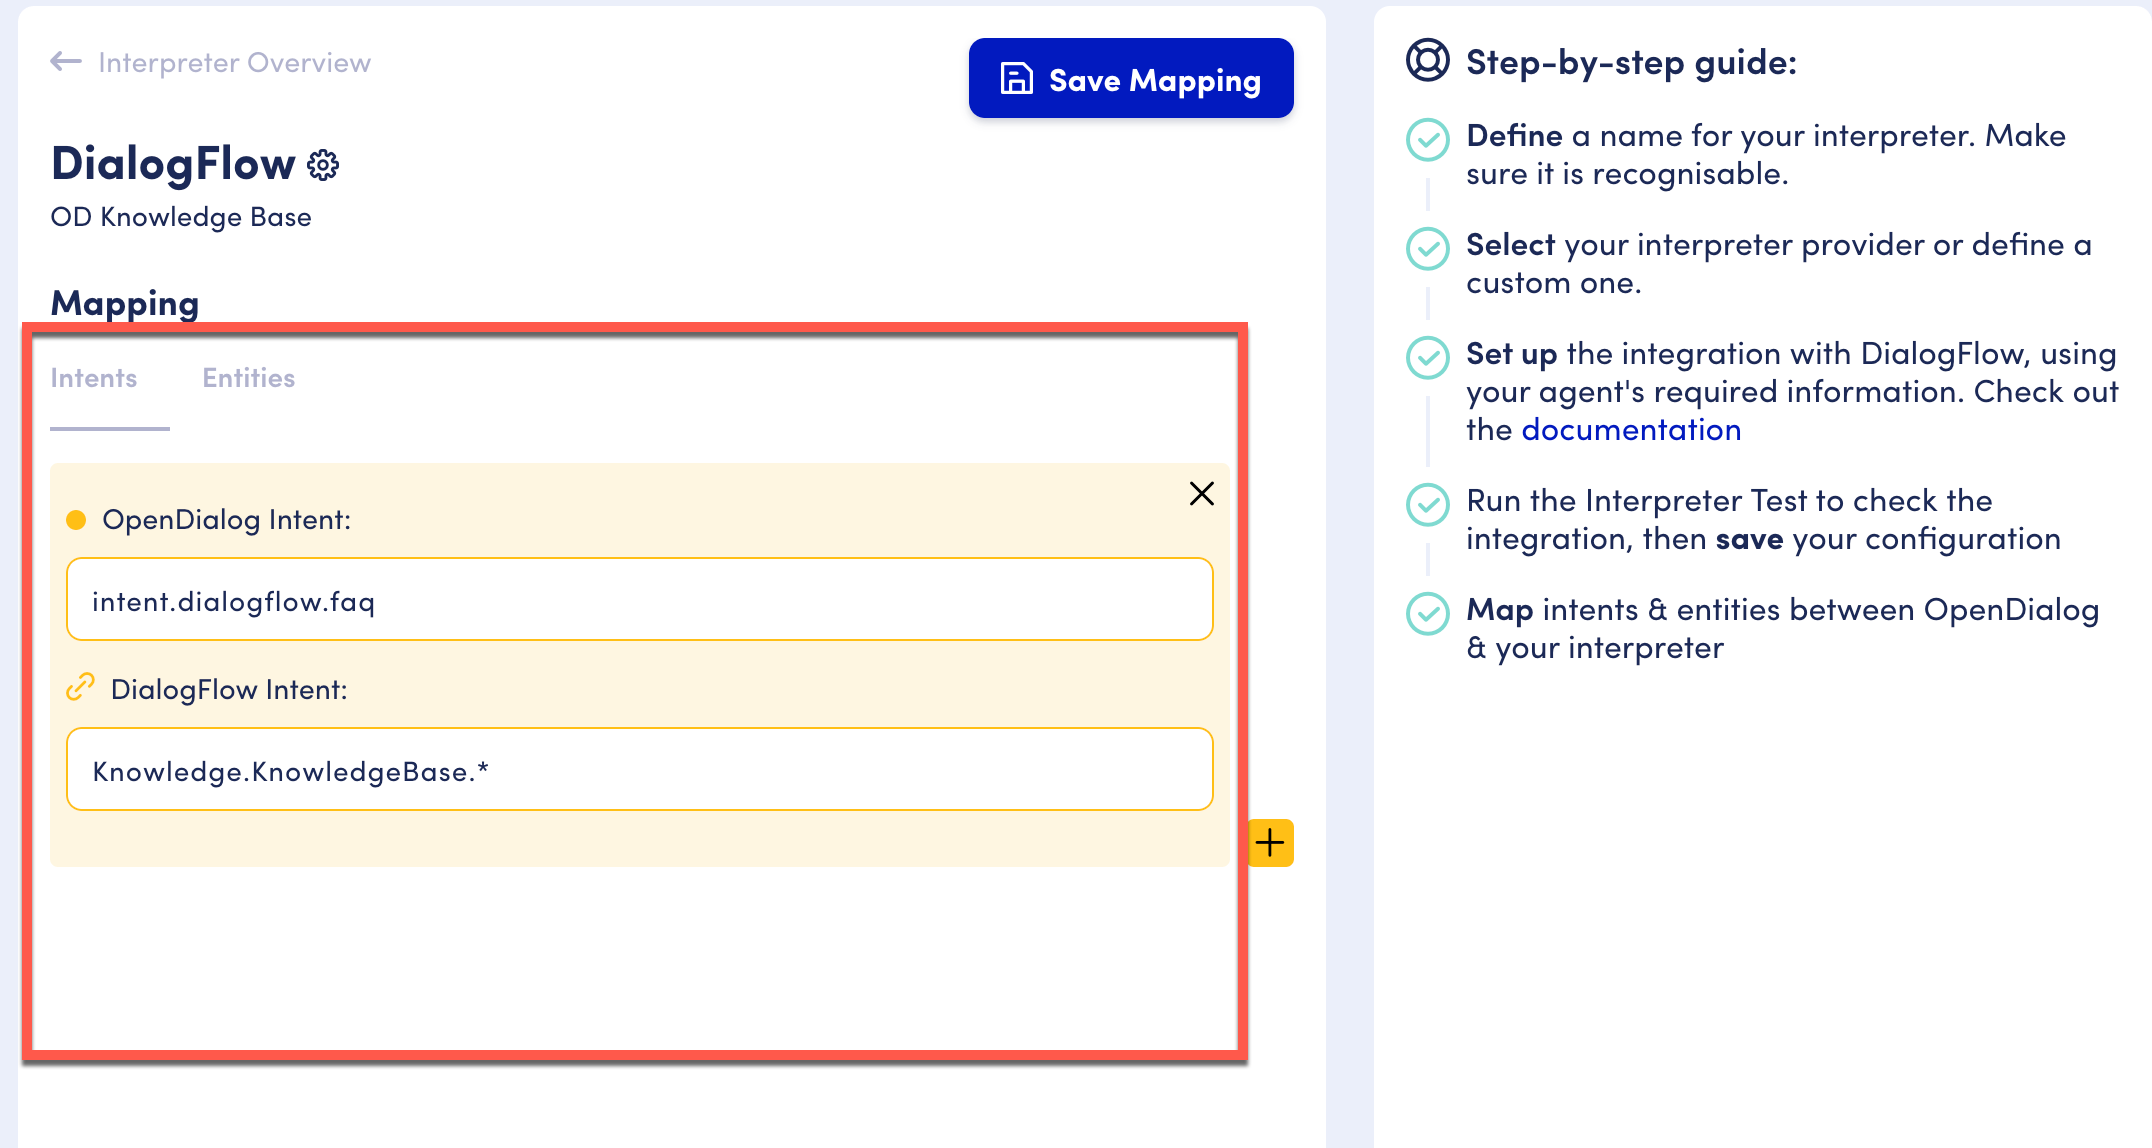 Interpreter Overview
Save Mapping
DialogFlow
OD Knowledge Base
Mapping
Intents
Entities
OpenDialog Intent:
intent.dialogflow.faq
DialogFlow Intent:
Knowledge.KnowledgeBase.*
Step-by-step guide:
Define a name for your interpreter. Make
sure it is recognisable.
Select your interpreter provider or define a
custom one.
Set up the integration with DialogFlow, using
your agent's required information. Check out
the documentation
Run the Interpreter Test to check the
integration, then save your configuration
Map intents & entities between OpenDialog
& your interpreter